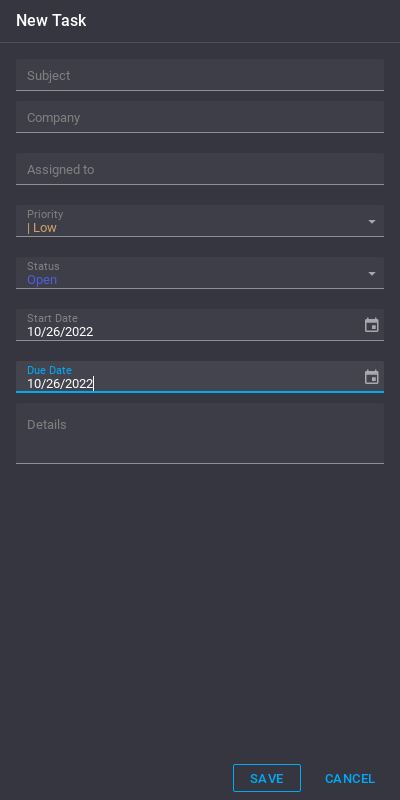 New Task
Subject
Company
Assigned to
Priority
| Low
Status
Open
Start Date
10/26/2022
Due Date
10/26/2022
Details
SAVE CANCEL